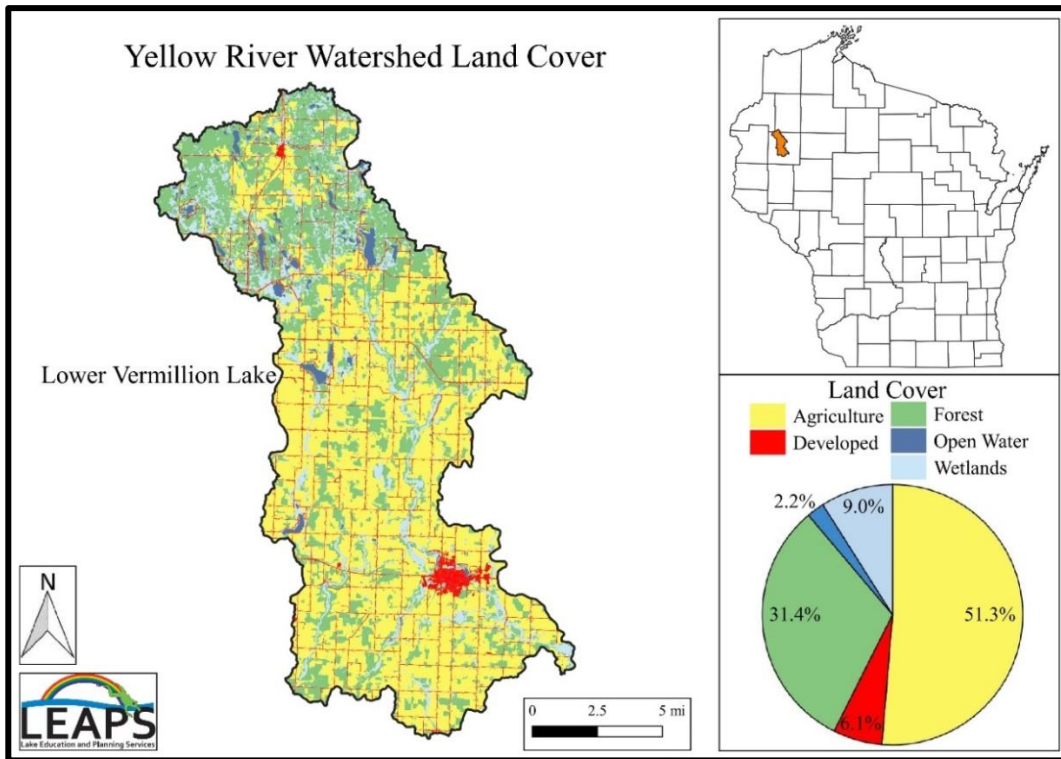 Yellow River Watershed Land Cover
Lower Vermillion Lake
N
LEAPS
Lake Education and Planning Services
0 2.5 5 mi
Land Cover
Agriculture Forest
Developed Open Water
Wetlands
2.2% 9.0%
31.4% 51.3%
6.1%